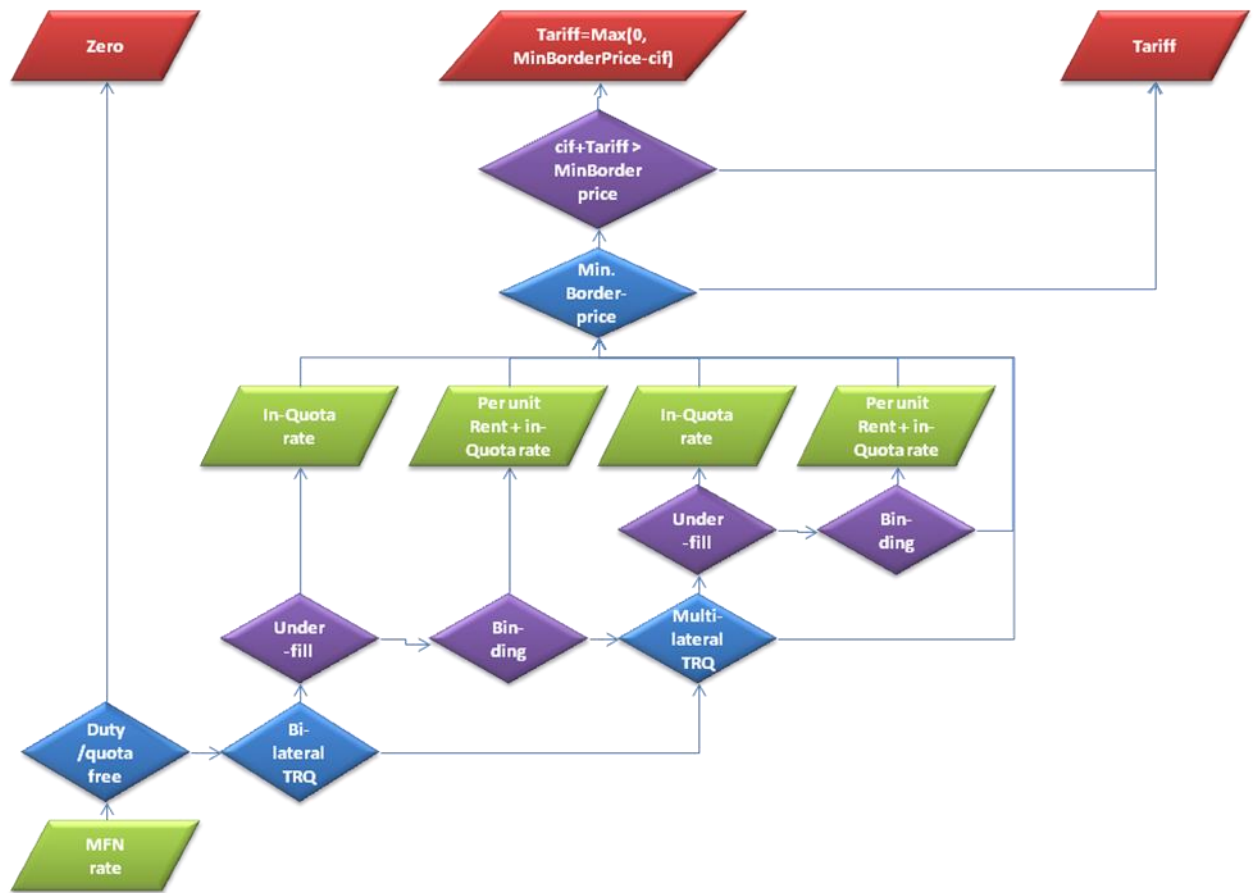 Zero
Tariff=Max(0,
MinBorderPrice-cif)
Tariff
cif+Tariff >
MinBorder
price
Min.
Border-
price
In-Quota
rate
Per unit
Rent + in-
Quota rate
In-Quota
rate
Per unit
Rent + in-
Quota rate
Under
-fill
Bin-
ding
Under
-fill
Bin-
ding
Multi-
lateral
TRQ
Duty
/quota
free
Bi-
lateral
TRQ
MFN
rate